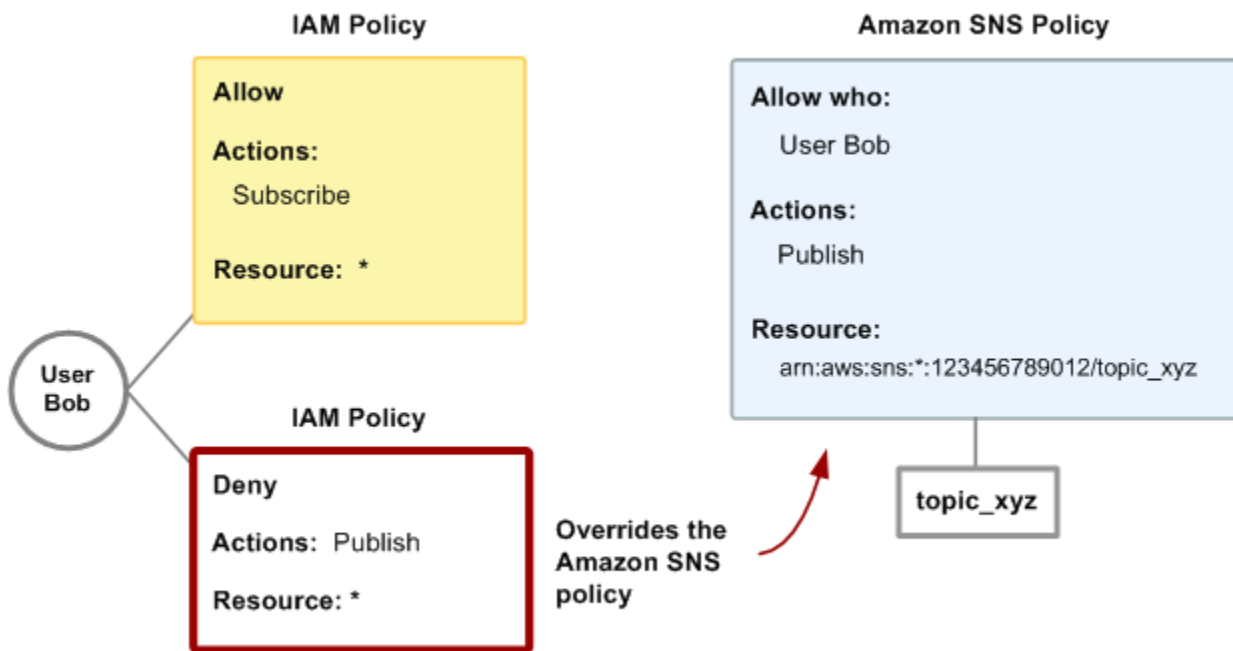 IAM Policy
Allow
Actions:
Subscribe
Resource: *
User
Bob
IAM Policy
Deny
Actions: Publish
Resource: *
Overrides the
Amazon SNS
policy
Amazon SNS Policy
Allow who:
User Bob
Actions:
Publish
Resource:
arn:aws:sns:*:123456789012/topic_xyz
topic_xyz